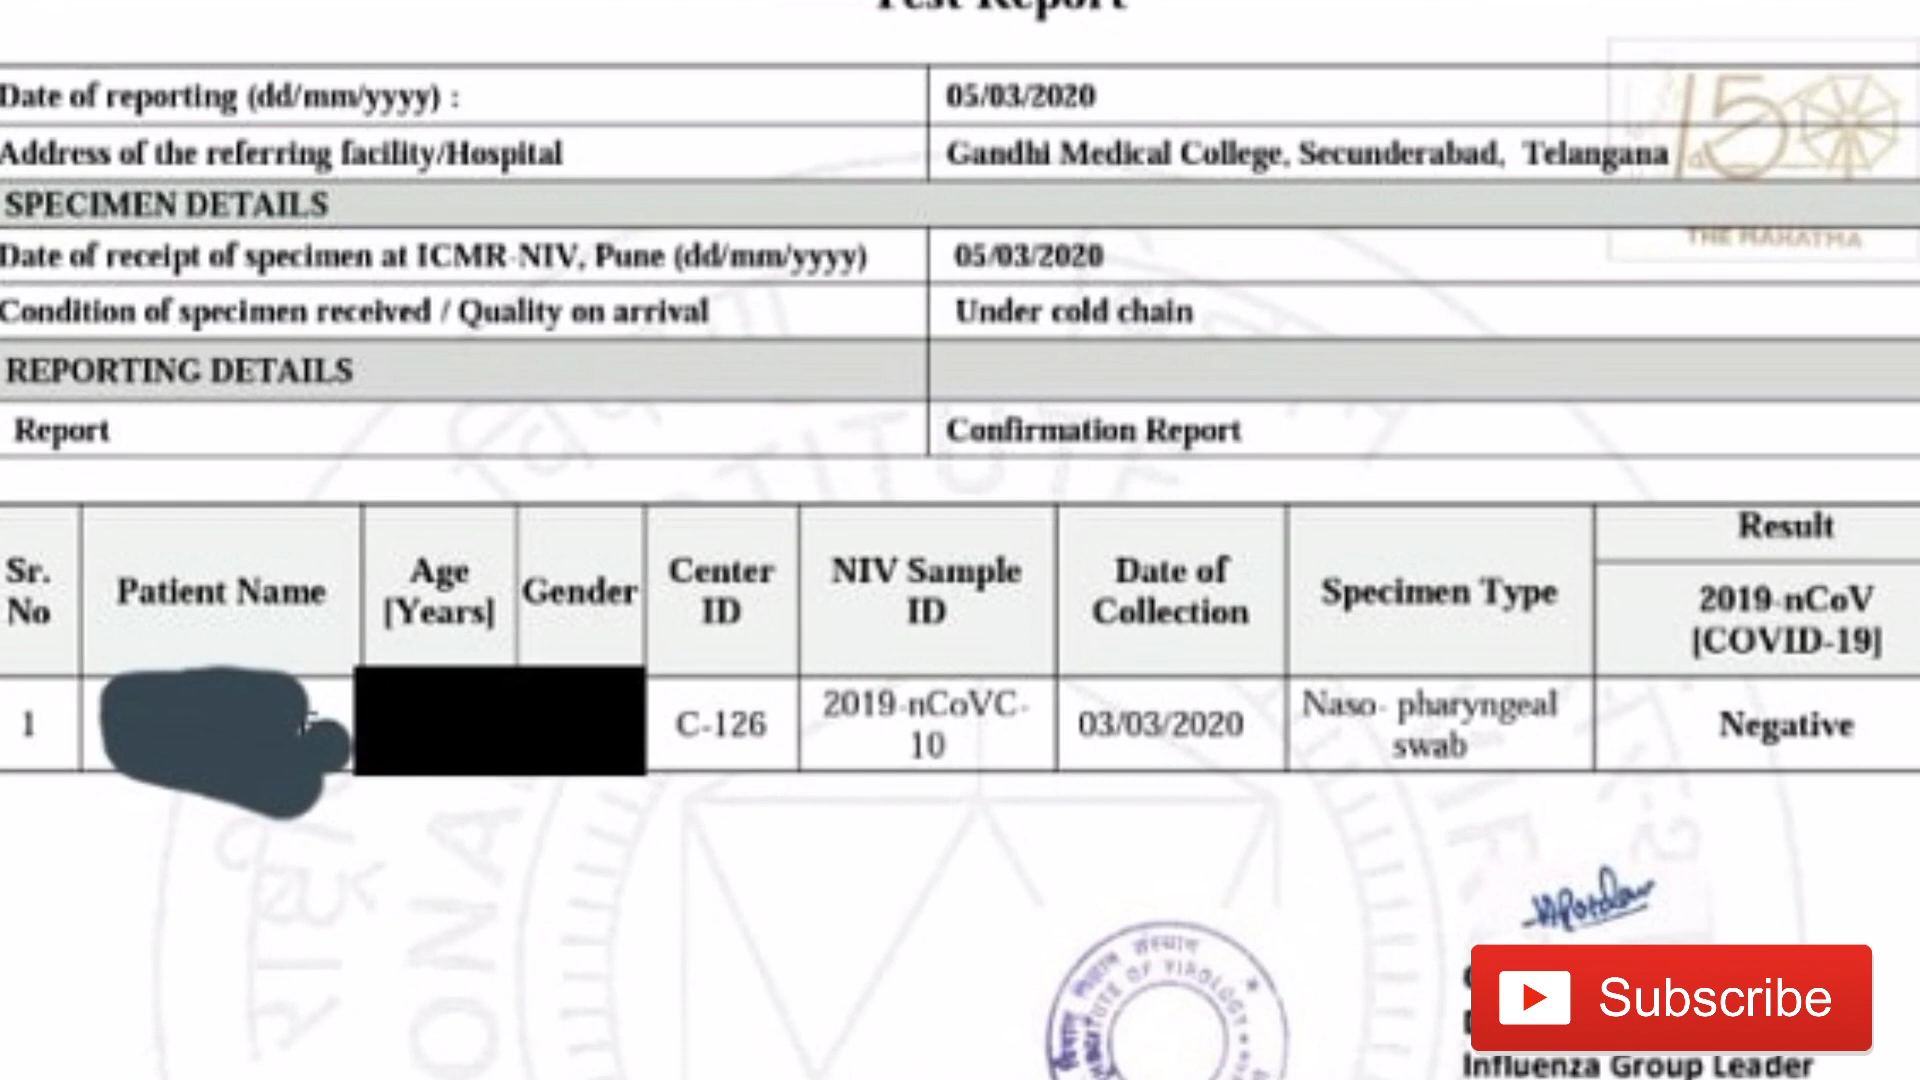 Test Report
Date of reporting (dd/mm/yyyy) : 05/03/2020
Address of the referring facility/Hospital Gandhi Medical College, Secunderabad, Telangana
150
THE MAHATMA
SPECIMEN DETAILS
Date of receipt of specimen at ICMR-NIV, Pune (dd/mm/yyyy) 05/03/2020
Condition of specimen received / Quality on arrival Under cold chain
REPORTING DETAILS
Report Confirmation Report
Sr. No Patient Name Age [Years] Gender Center ID NIV Sample ID Date of Collection Specimen Type Result
2019-nCoV [COVID-19]
1 C-126 2019-nCoVC-10 03/03/2020 Naso- pharyngeal swab Negative
संस्थान
OF VIROLOGY
Subscribe
Influenza Group Leader